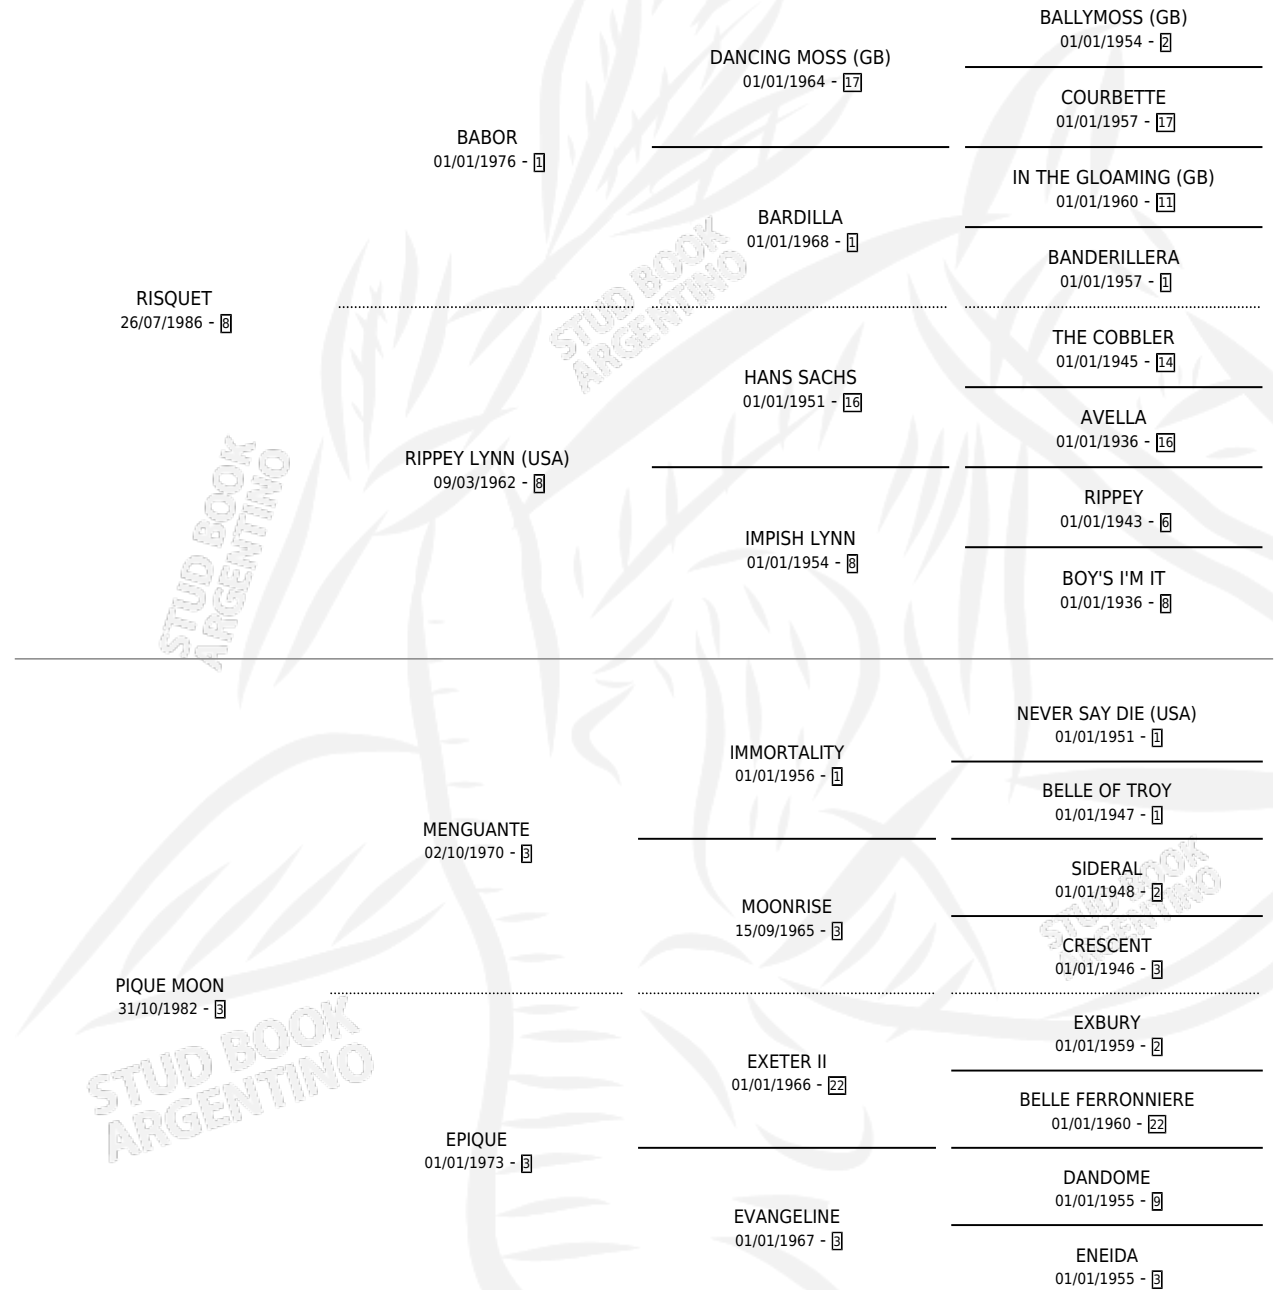 BALLYMOSS (GB)
01/01/1954 - 2
DANCING MOSS (GB)
01/01/1964 - 17
COURBETTE
01/01/1957 - 17
BABOR
01/01/1976 - 1
IN THE GLOAMING (GB)
01/01/1960 - 11
BARDILLA
01/01/1968 - 1
BANDERILLERA
01/01/1957 - 1
RISQUET
26/07/1986 - 8
THE COBBLER
01/01/1945 - 14
HANS SACHS
01/01/1951 - 16
AVELLA
01/01/1936 - 16
RIPPEY LYNN (USA)
09/03/1962 - 8
RIPPEY
01/01/1943 - 6
IMPISH LYNN
01/01/1954 - 8
BOY'S I'M IT
01/01/1936 - 8
STUD BOOK
ARGENTINO
STUD BOOK
ARGENTINO
NEVER SAY DIE (USA)
01/01/1951 - 1
IMMORTALITY
01/01/1956 - 1
BELLE OF TROY
01/01/1947 - 1
MENGUANTE
02/10/1970 - 3
SIDERAL
01/01/1948 - 2
MOONRISE
15/09/1965 - 3
CRESCENT
01/01/1946 - 3
PIQUE MOON
31/10/1982 - 3
EXBURY
01/01/1959 - 2
EXETER II
01/01/1966 - 22
BELLE FERRONNIERE
01/01/1960 - 22
EPIQUE
01/01/1973 - 3
DANDOME
01/01/1955 - 9
EVANGELINE
01/01/1967 - 3
ENEIDA
01/01/1955 - 3
STUD BOOK
ARGENTINO
STUD BOOK
ARGENTINO